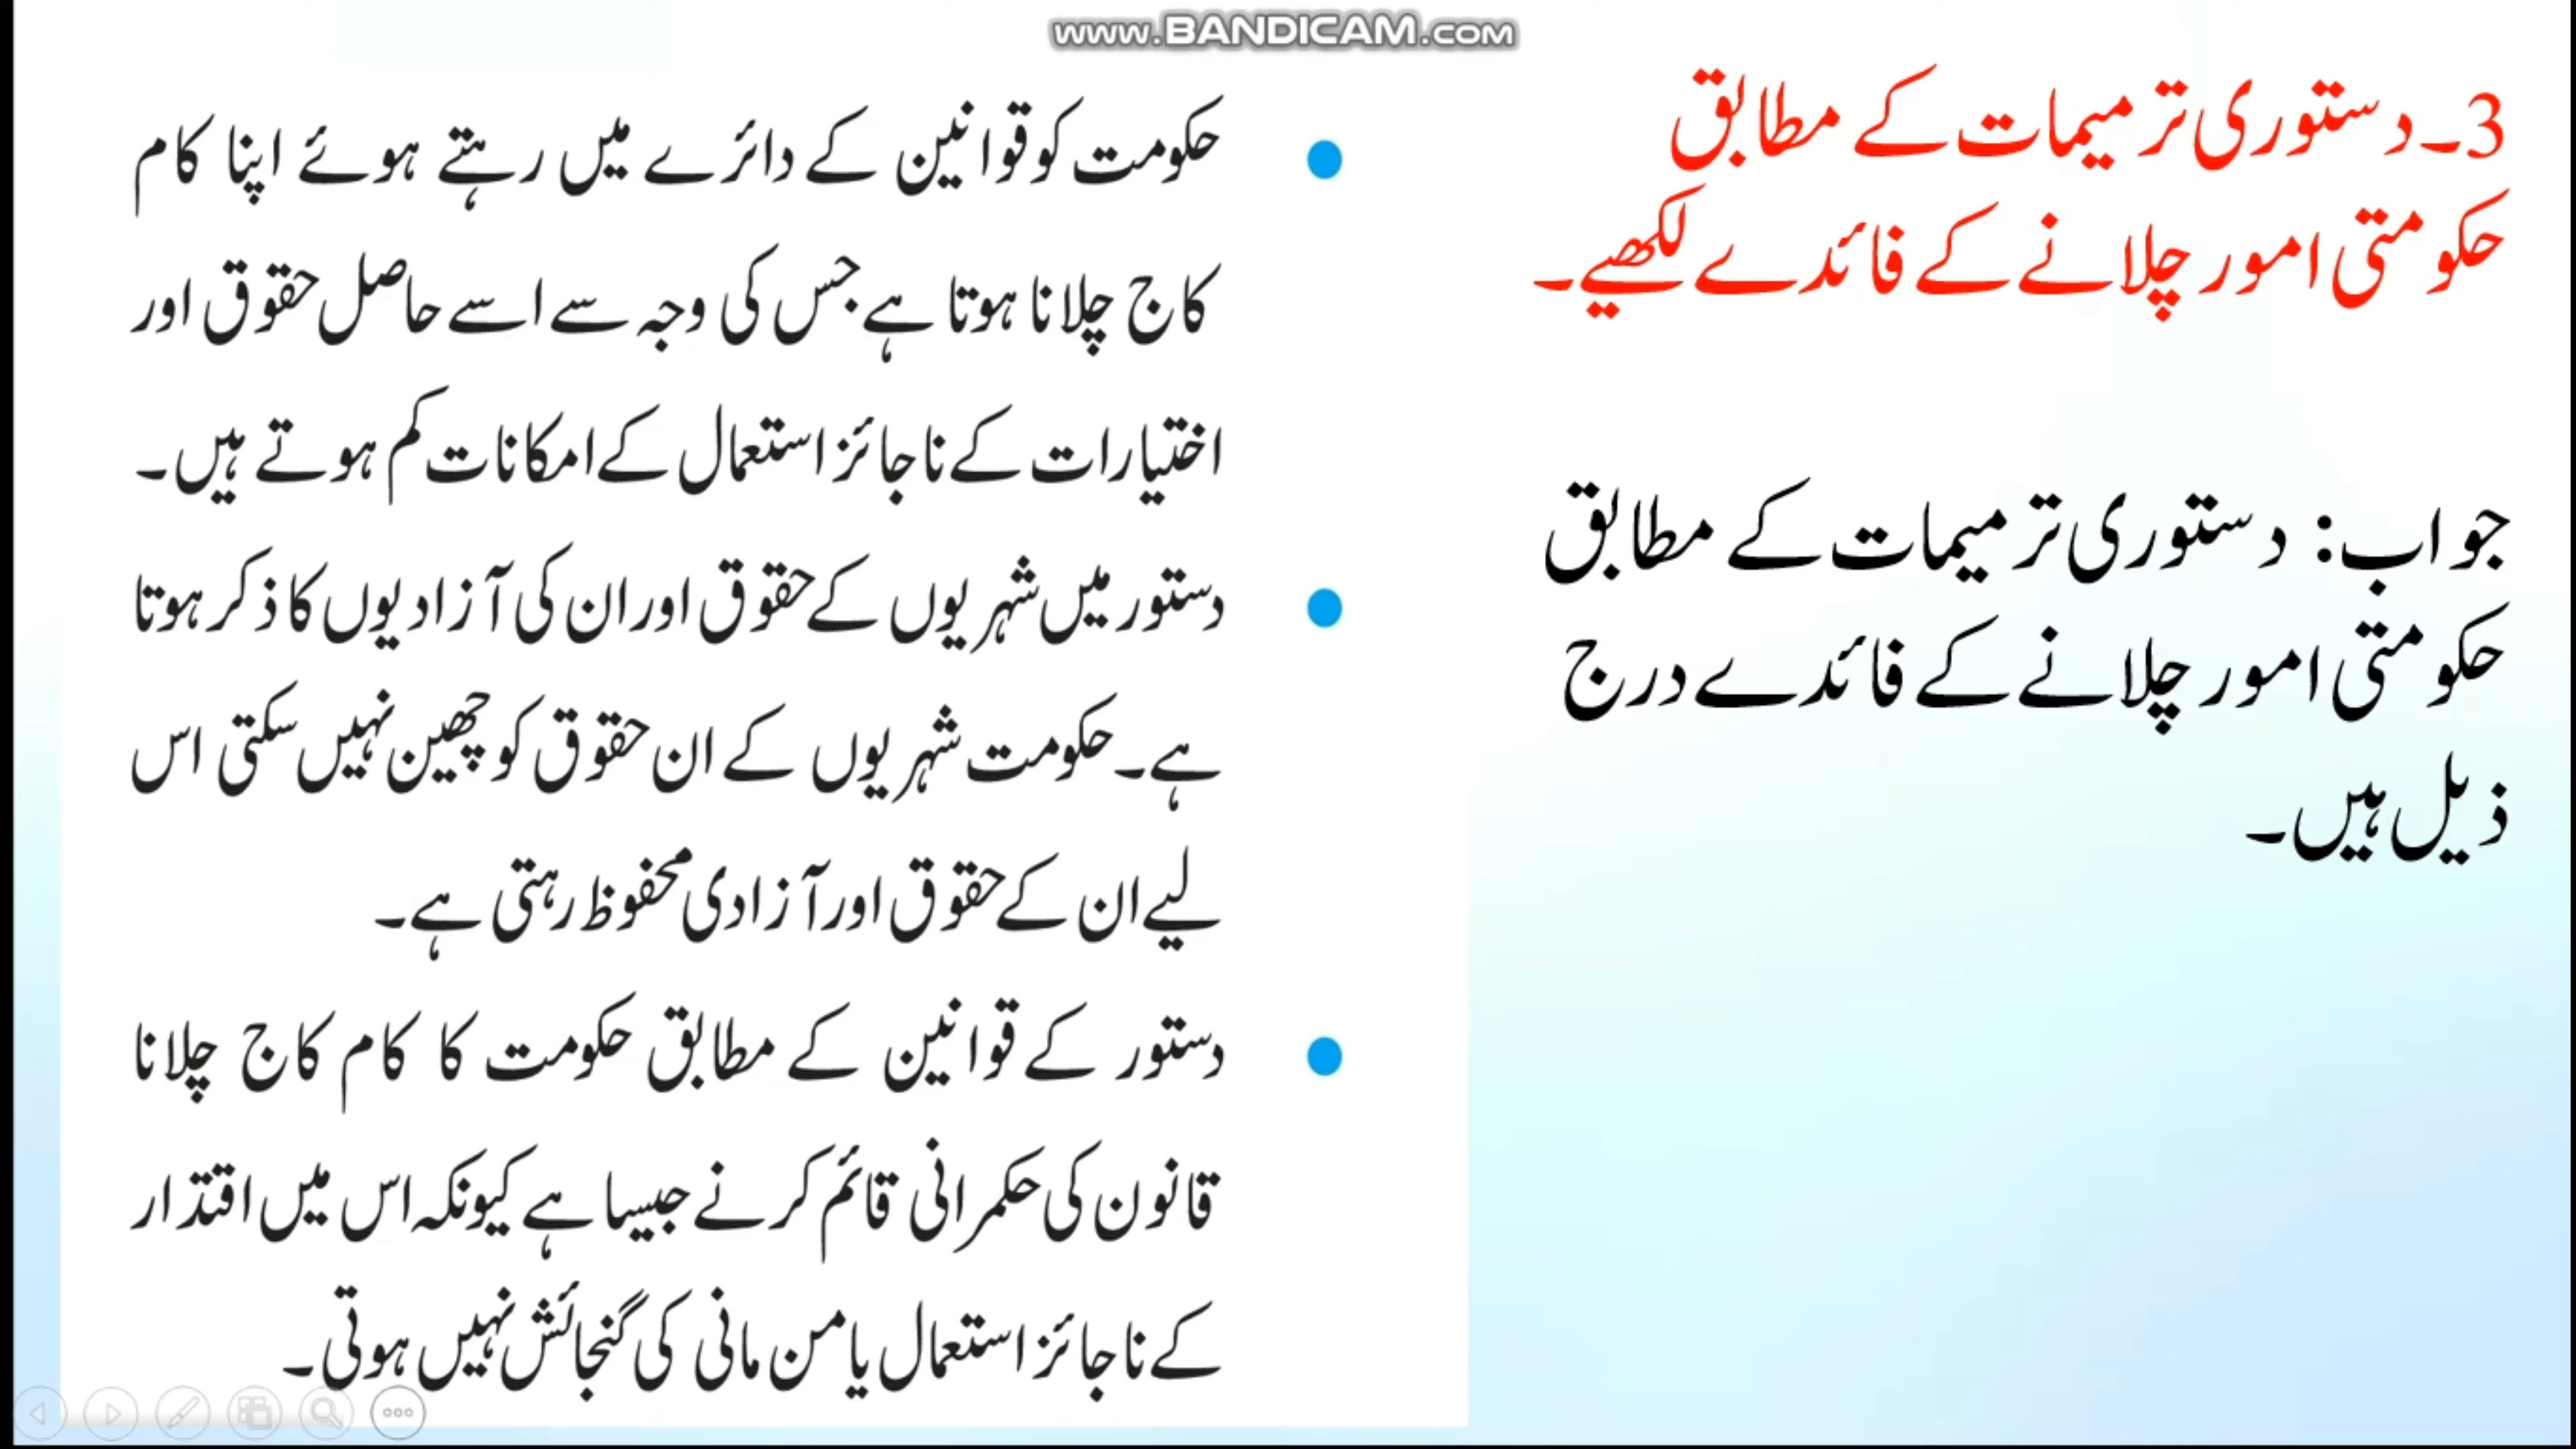 www.BANDICAM.com
3۔ دستوری ترمیمات کے مطابق
حکومتی امور چلانے کے فائدے لکھیے۔
جواب: دستوری ترمیمات کے مطابق
حکومتی امور چلانے کے فائدے درج
ذیل ہیں۔
● حکومت کو قوانین کے دائرے میں رہتے ہوئے اپنا کام
کاج چلانا ہوتا ہے جس کی وجہ سے اسے حاصل حقوق اور
اختیارات کے ناجائز استعمال کے امکانات کم ہوتے ہیں۔
● دستور میں شہریوں کے حقوق اور ان کی آزادیوں کا ذکر ہوتا
ہے۔ حکومت شہریوں کے ان حقوق کو چھین نہیں سکتی اس
لیے ان کے حقوق اور آزادی محفوظ رہتی ہے۔
● دستور کے قوانین کے مطابق حکومت کا کام کاج چلانا
قانون کی حکمرانی قائم کرنے جیسا ہے کیونکہ اس میں اقتدار
کے ناجائز استعمال یا من مانی کی گنجائش نہیں ہوتی۔